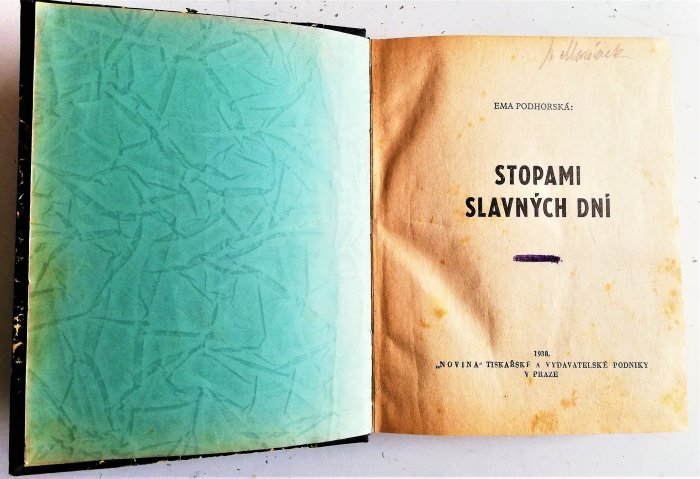 EMA PODHORSKÁ:
STOPAMI
SLAVNÝCH DNÍ
1938.
„NOVINA“ TISKAŘSKÉ A VYDAVATELSKÉ PODNIKY
V PRAZE